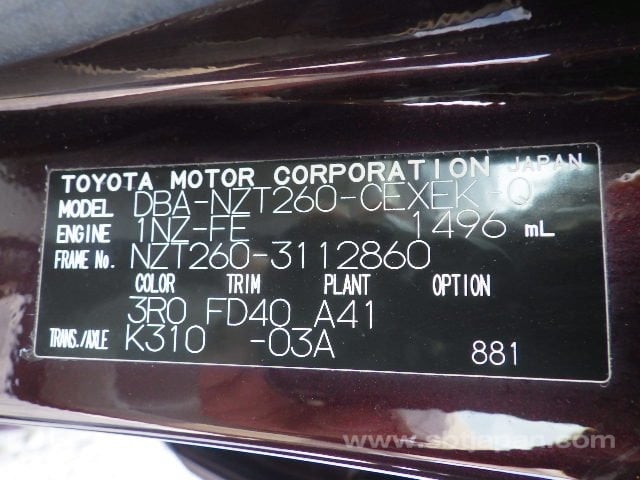 TOYOTA MOTOR CORPORATION JAPAN
MODEL DBA-NZT260-CEXEK-Q
ENGINE 1NZ-FE 1496 mL
FRAME No. NZT260-3112860
COLOR TRIM PLANT OPTION
3R0 FD40 A41
TRANS./AXLE K310 -03A 881
www.sbtjapan.com